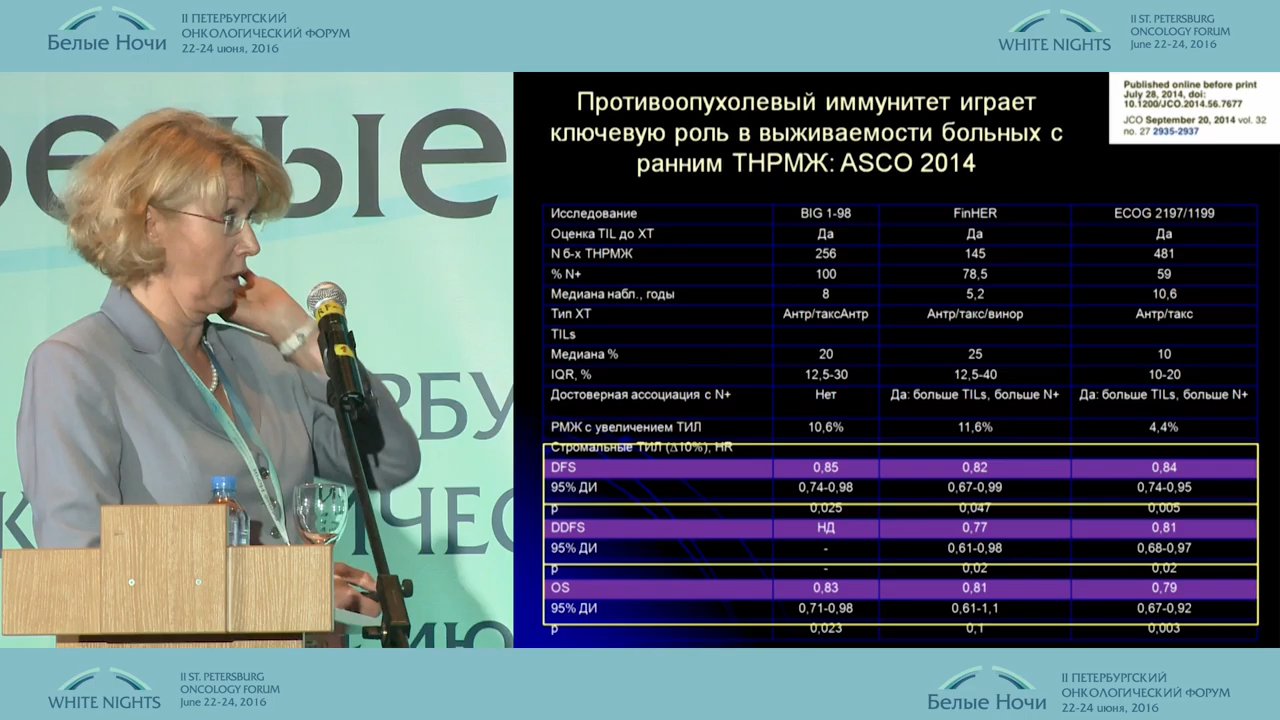 Белые Ночи
II ПЕТЕРБУРГСКИЙ
ОНКОЛОГИЧЕСКИЙ ФОРУМ
22-24 июня, 2016
WHITE NIGHTS
II ST. PETERSBURG
ONCOLOGY FORUM
June 22-24, 2016
Противоопухолевый иммунитет играет
ключевую роль в выживаемости больных с
ранним ТНРМЖ: ASCO 2014
Published online before print
July 28, 2014, doi:
10.1200/JCO.2014.56.7677
JCO September 20, 2014 vol. 32
no. 27 2935-2937
Исследование BIG 1-98 FinHER ECOG 2197/1199
Оценка TIL до ХТ Да Да Да
N б-х ТНРМЖ 256 145 481
% N+ 100 78,5 59
Медиана набл., годы 8 5,2 10,6
Тип ХТ Антр/таксАнтр Антр/такс/винор Антр/такс
TILs
Медиана % 20 25 10
IQR, % 12,5-30 12,5-40 10-20
Достоверная ассоциация с N+ Нет Да: больше TILs, больше N+ Да: больше TILs, больше N+
РМЖ с увеличением ТИЛ 10,6% 11,6% 4,4%
Стромальные ТИЛ (∆10%), HR
DFS 0,85 0,82 0,84
95% ДИ 0,74-0,98 0,67-0,99 0,74-0,95
p 0,025 0,047 0,005
DDFS НД 0,77 0,81
95% ДИ - 0,61-0,98 0,68-0,97
p - 0,02 0,02
OS 0,83 0,81 0,79
95% ДИ 0,71-0,98 0,61-1,1 0,67-0,92
p 0,023 0,1 0,003
WHITE NIGHTS
II ST. PETERSBURG
ONCOLOGY FORUM
June 22-24, 2016
Белые Ночи
II ПЕТЕРБУРГСКИЙ
ОНКОЛОГИЧЕСКИЙ ФОРУМ
22-24 июня, 2016